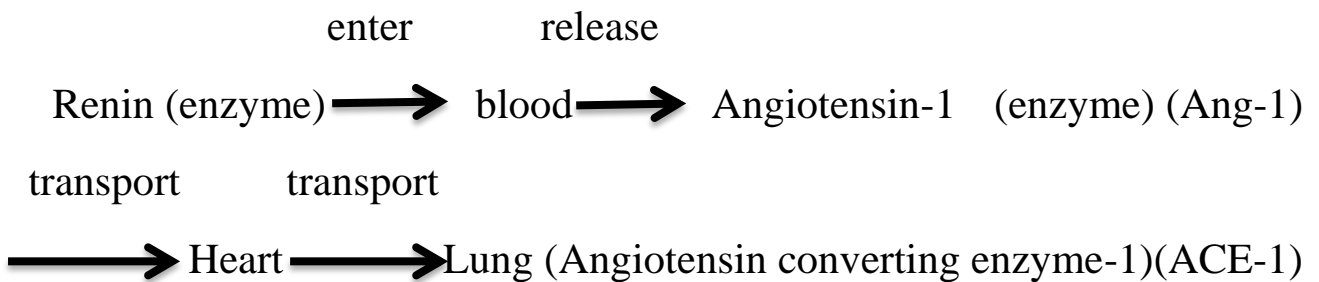 enter release
Renin (enzyme) blood Angiotensin-1 (enzyme) (Ang-1)
transport transport
Heart Lung (Angiotensin converting enzyme-1)(ACE-1)